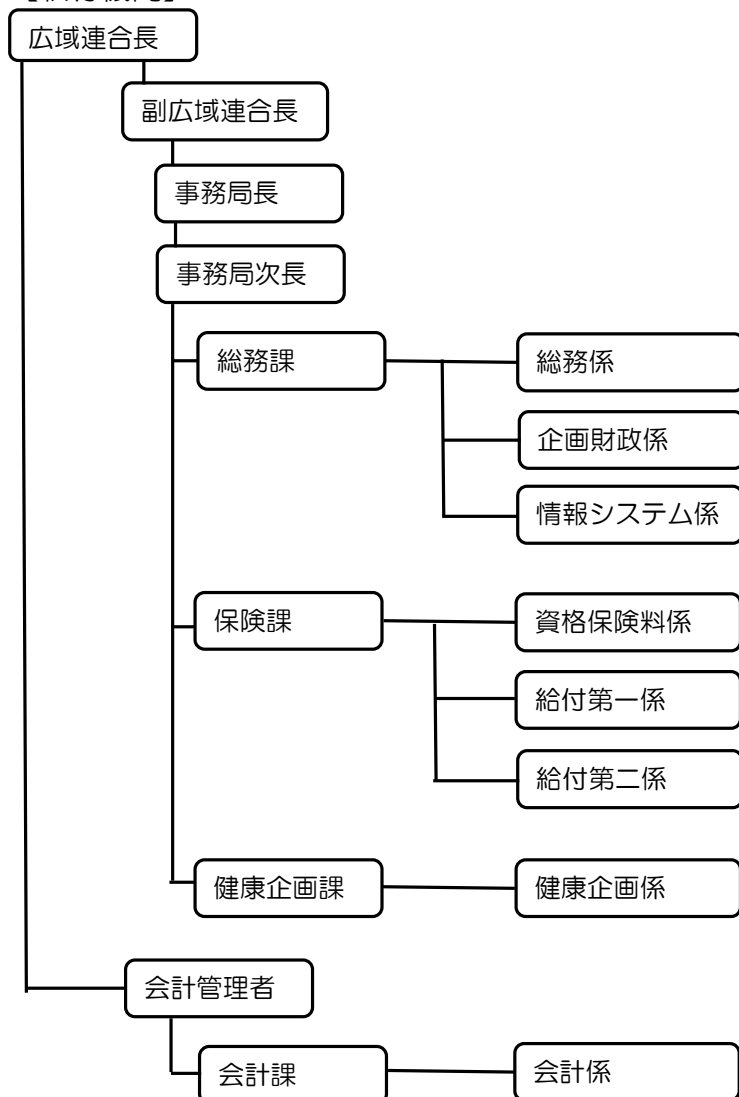 広域連合長
副広域連合長
事務局長
事務局次長
総務課
総務係
企画財政係
情報システム係
保険課
資格保険料係
給付第一係
給付第二係
健康企画課
健康企画係
会計管理者
会計課
会計係